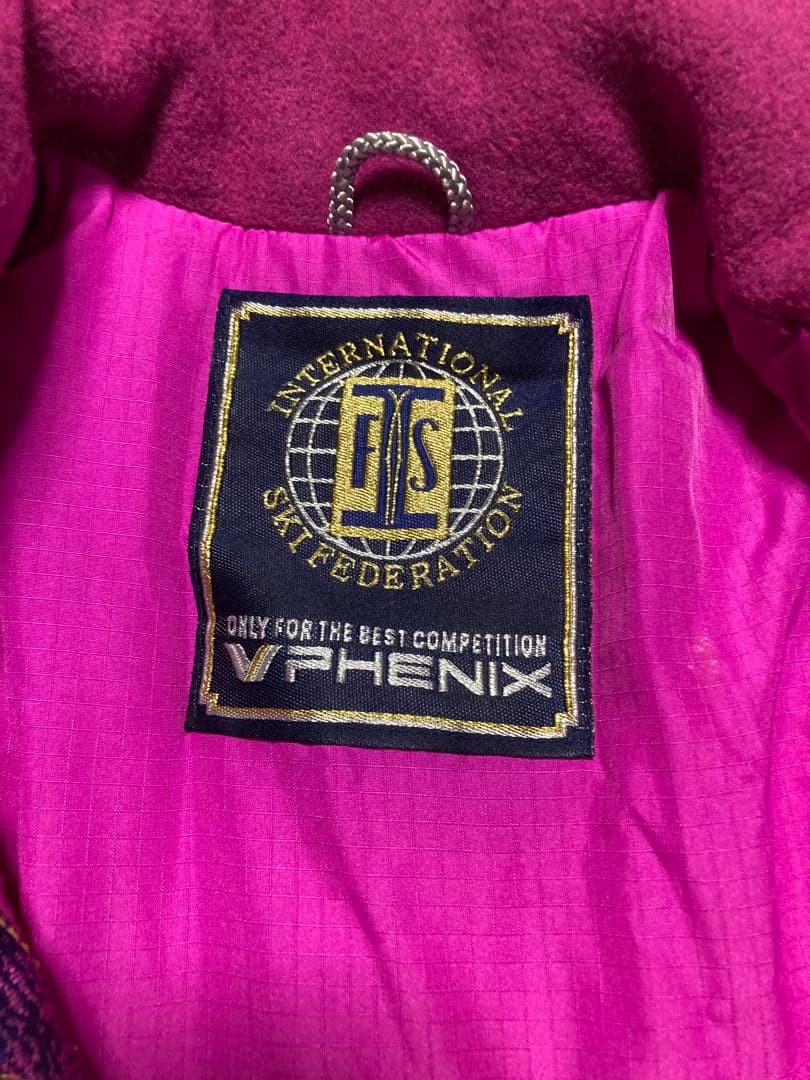 INTERNATIONAL
FIS
SKI FEDERATION
ONLY FOR THE BEST COMPETITION
PHENIX